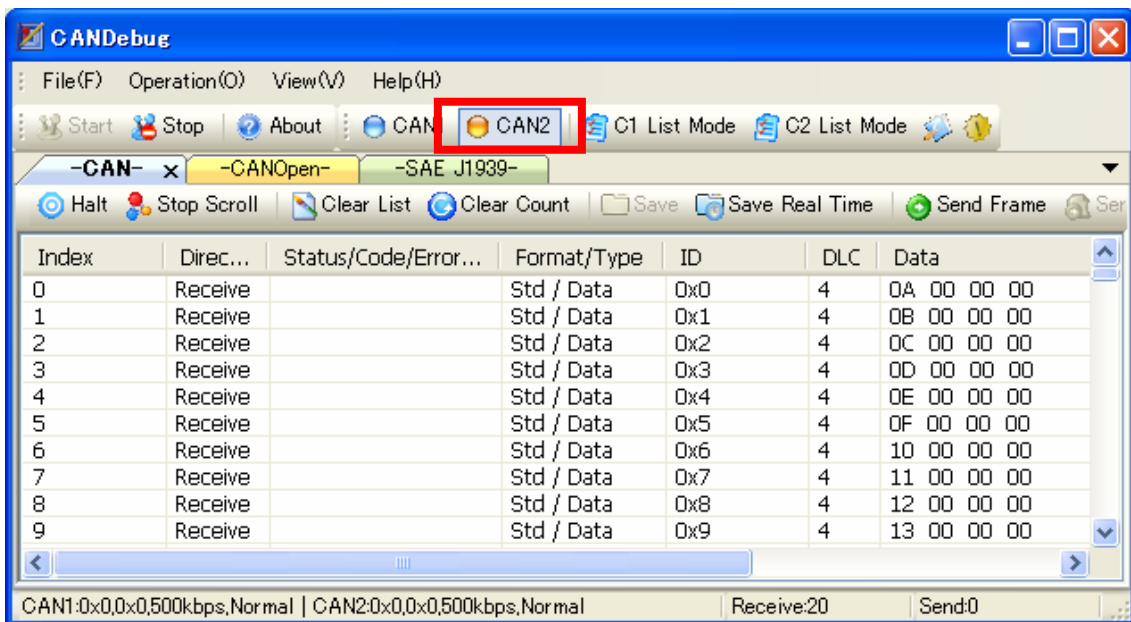 CANDebug
File(F) Operation(O) View(V) Help(H)
Start Stop About CAN1 CAN2 C1 List Mode C2 List Mode
-CAN- x -CANOpen- -SAE J1939-
Halt Stop Scroll Clear List Clear Count Save Save Real Time Send Frame Ser
Index Direc... Status/Code/Error... Format/Type ID DLC Data
0 Receive Std / Data 0x0 4 0A 00 00 00
1 Receive Std / Data 0x1 4 0B 00 00 00
2 Receive Std / Data 0x2 4 0C 00 00 00
3 Receive Std / Data 0x3 4 0D 00 00 00
4 Receive Std / Data 0x4 4 0E 00 00 00
5 Receive Std / Data 0x5 4 0F 00 00 00
6 Receive Std / Data 0x6 4 10 00 00 00
7 Receive Std / Data 0x7 4 11 00 00 00
8 Receive Std / Data 0x8 4 12 00 00 00
9 Receive Std / Data 0x9 4 13 00 00 00
CAN1:0x0,0x0,500kbps,Normal | CAN2:0x0,0x0,500kbps,Normal Receive:20 Send:0